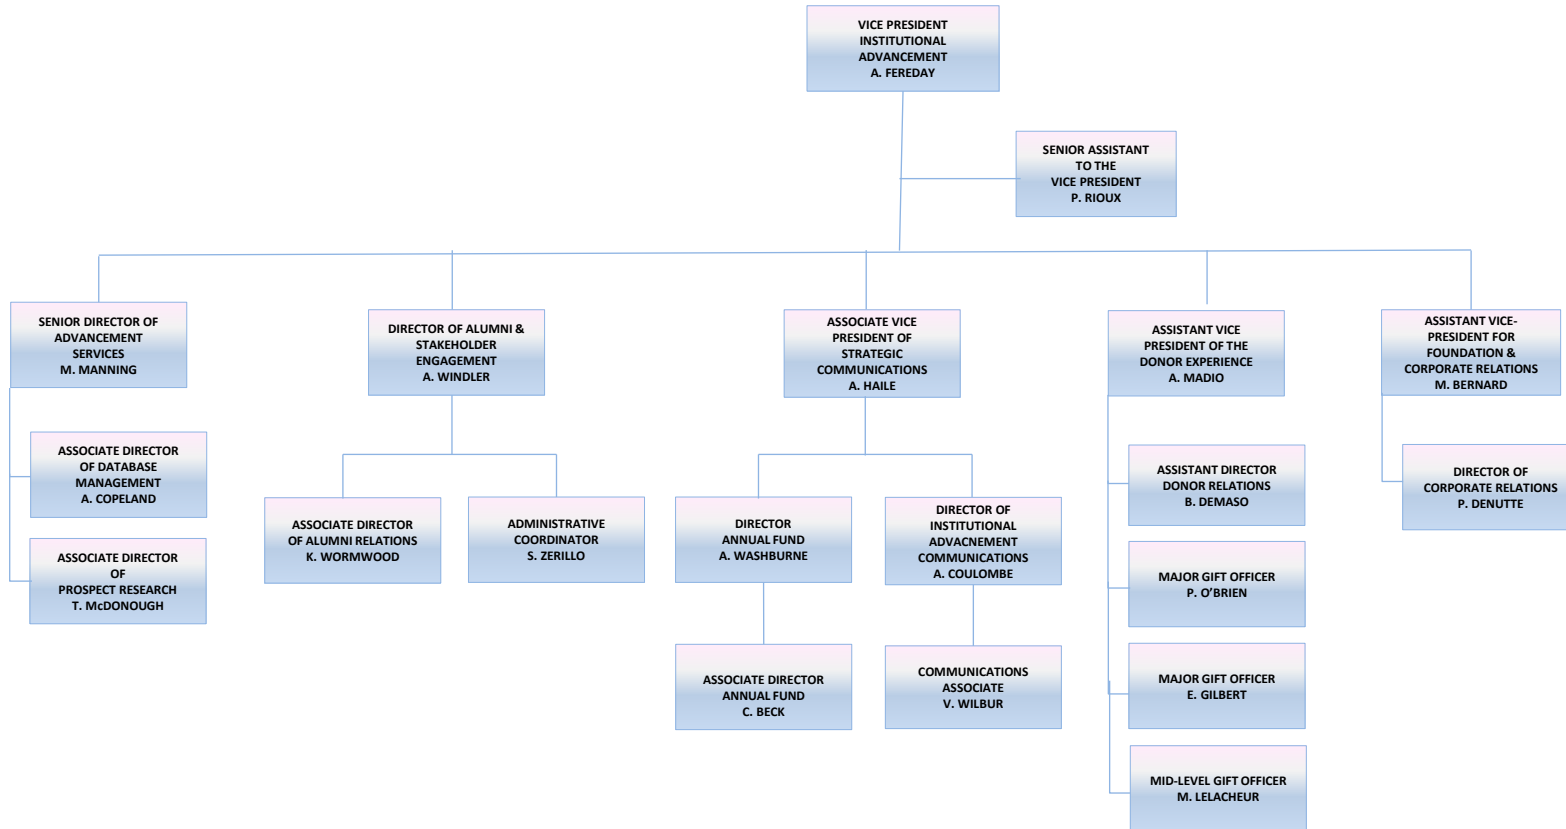 VICE PRESIDENT
INSTITUTIONAL
ADVANCEMENT
A. FEREDAY
SENIOR ASSISTANT
TO THE
VICE PRESIDENT
P. RIOUX
SENIOR DIRECTOR OF
ADVANCEMENT
SERVICES
M. MANNING
DIRECTOR OF ALUMNI &
STAKEHOLDER
ENGAGEMENT
A. WINDLER
ASSOCIATE VICE
PRESIDENT OF
STRATEGIC
COMMUNICATIONS
A. HAILE
ASSISTANT VICE
PRESIDENT OF THE
DONOR EXPERIENCE
A. MADIO
ASSISTANT VICE-
PRESIDENT FOR
FOUNDATION &
CORPORATE RELATIONS
M. BERNARD
ASSOCIATE DIRECTOR
OF DATABASE
MANAGEMENT
A. COPELAND
ASSOCIATE DIRECTOR
OF
PROSPECT RESEARCH
T. McDONOUGH
ASSOCIATE DIRECTOR
OF ALUMNI RELATIONS
K. WORMWOOD
ADMINISTRATIVE
COORDINATOR
S. ZERILLO
DIRECTOR
ANNUAL FUND
A. WASHBURNE
DIRECTOR OF
INSTITUTIONAL
ADVACNEMENT
COMMUNICATIONS
A. COULOMBE
ASSOCIATE DIRECTOR
ANNUAL FUND
C. BECK
COMMUNICATIONS
ASSOCIATE
V. WILBUR
ASSISTANT DIRECTOR
DONOR RELATIONS
B. DEMASO
MAJOR GIFT OFFICER
P. O’BRIEN
MAJOR GIFT OFFICER
E. GILBERT
MID-LEVEL GIFT OFFICER
M. LELACHEUR
DIRECTOR OF
CORPORATE RELATIONS
P. DENUTTE